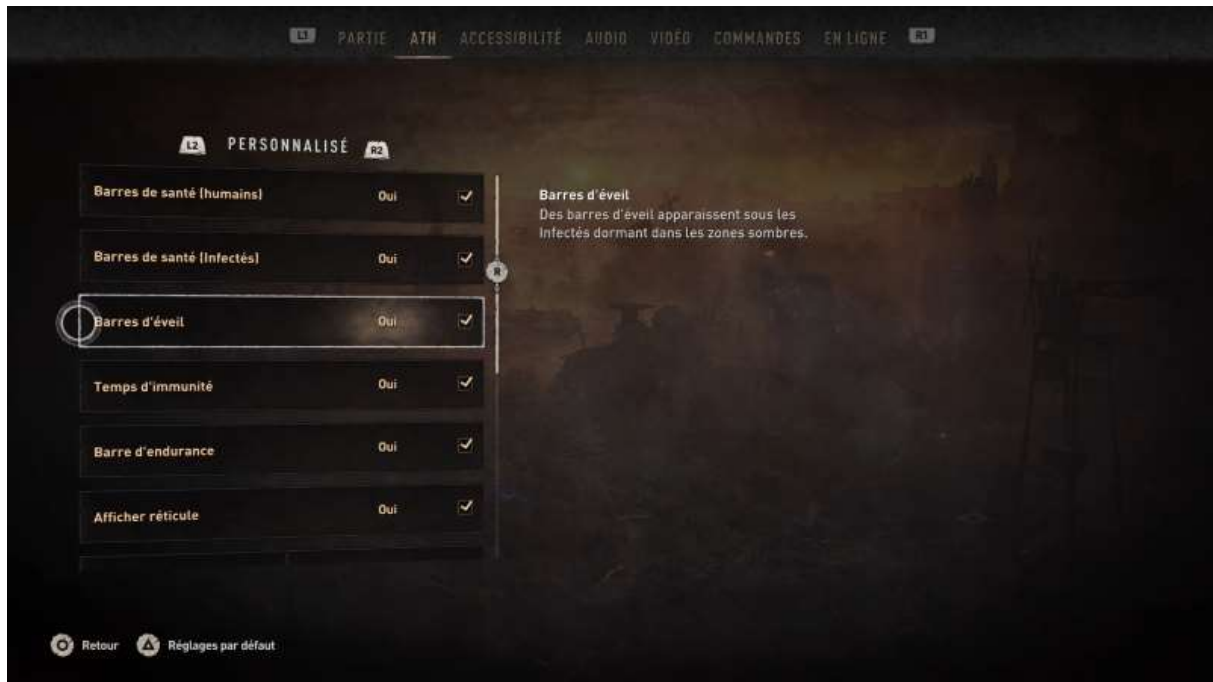 L1 PARTIE ATH ACCESSIBILITÉ AUDIO VIDÉO COMMANDES EN LIGNE R1
L2 PERSONNALISÉ R2
Barres de santé (humains) Oui
Barres de santé (Infectés) Oui
R
Barres d'éveil Oui
Temps d'immunité Oui
Barre d'endurance Oui
Afficher réticule Oui
Barres d'éveil
Des barres d'éveil apparaissent sous les
Infectés dormant dans les zones sombres.
Retour Réglages par défaut